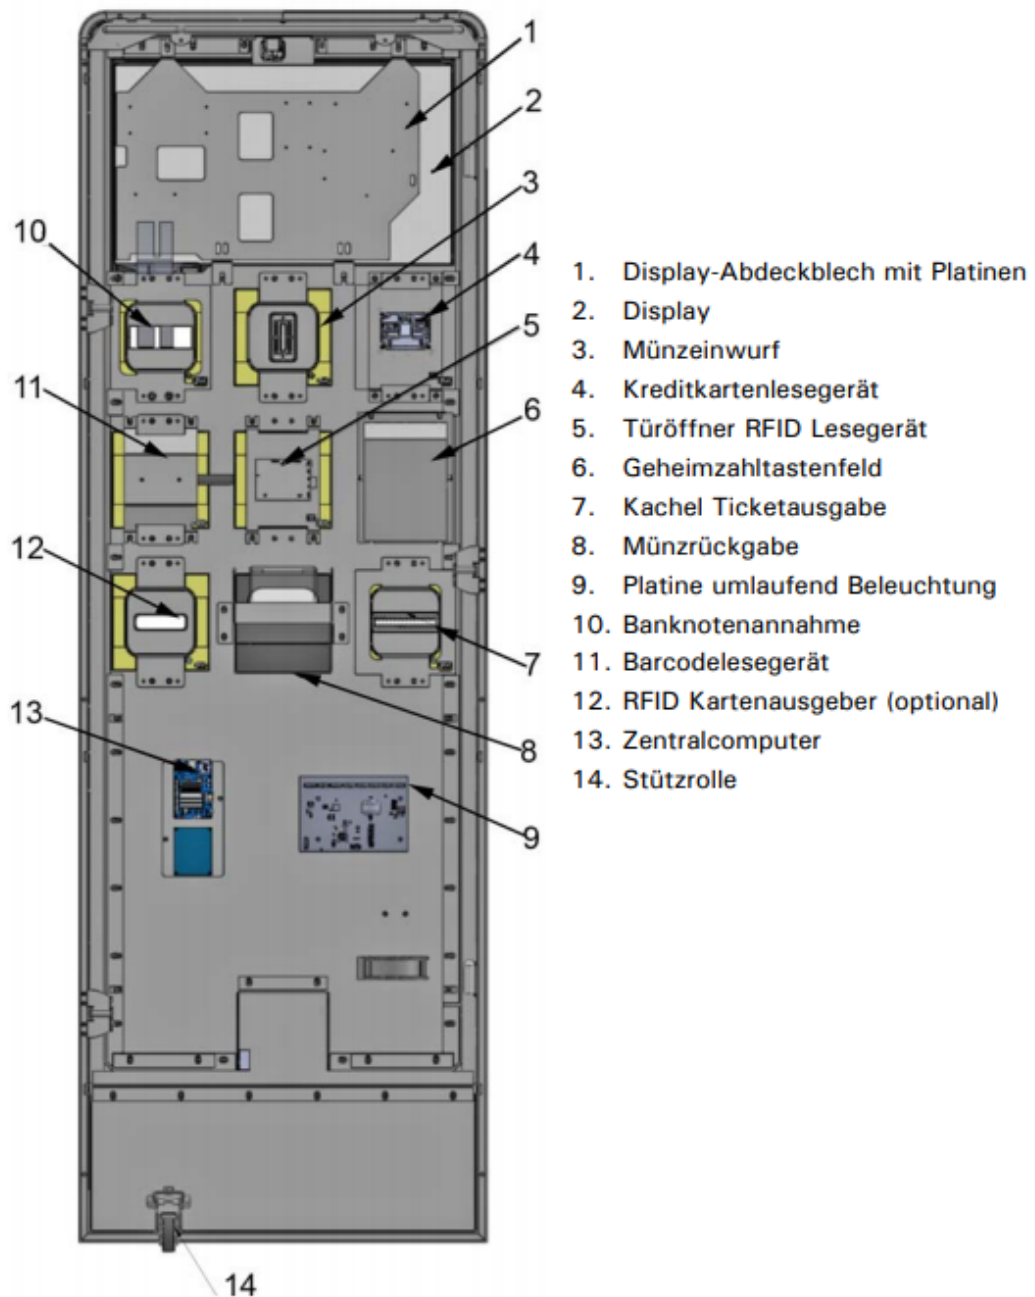 1
2
3
10
4
5
11
6
12
7
13
8
9
14
1. Display-Abdeckblech mit Platinen
2. Display
3. Münzeinwurf
4. Kreditkartenlesegerät
5. Türöffner RFID Lesegerät
6. Geheimzahltastenfeld
7. Kachel Ticketausgabe
8. Münzrückgabe
9. Platine umlaufend Beleuchtung
10. Banknotenannahme
11. Barcodelesegerät
12. RFID Kartenausgeber (optional)
13. Zentralcomputer
14. Stützrolle